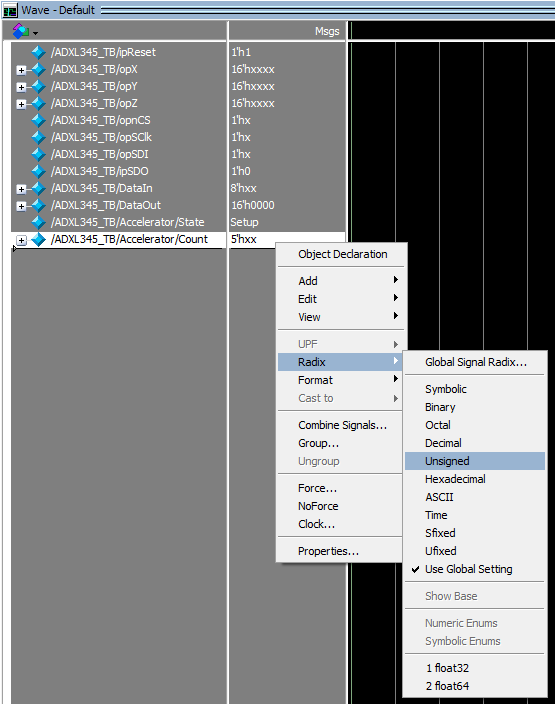 Wave - Default
Msgs
/ADXL345_TB/ipReset 1'h1
/ADXL345_TB/opX 16'hxxxx
/ADXL345_TB/opY 16'hxxxx
/ADXL345_TB/opZ 16'hxxxx
/ADXL345_TB/opnCS 1'hx
/ADXL345_TB/opSClk 1'hx
/ADXL345_TB/opSDI 1'hx
/ADXL345_TB/ipSDO 1'h0
/ADXL345_TB/DataIn 8'hxx
/ADXL345_TB/DataOut 16'h0000
/ADXL345_TB/Accelerator/State Setup
/ADXL345_TB/Accelerator/Count 5'hxx
Object Declaration
Add
Edit
View
UPF
Radix
Format
Cast to
Combine Signals...
Group...
Ungroup
Force...
NoForce
Clock...
Properties...
Global Signal Radix...
Symbolic
Binary
Octal
Decimal
Unsigned
Hexadecimal
ASCII
Time
Sfixed
Ufixed
Use Global Setting
Show Base
Numeric Enums
Symbolic Enums
1 float32
2 float64